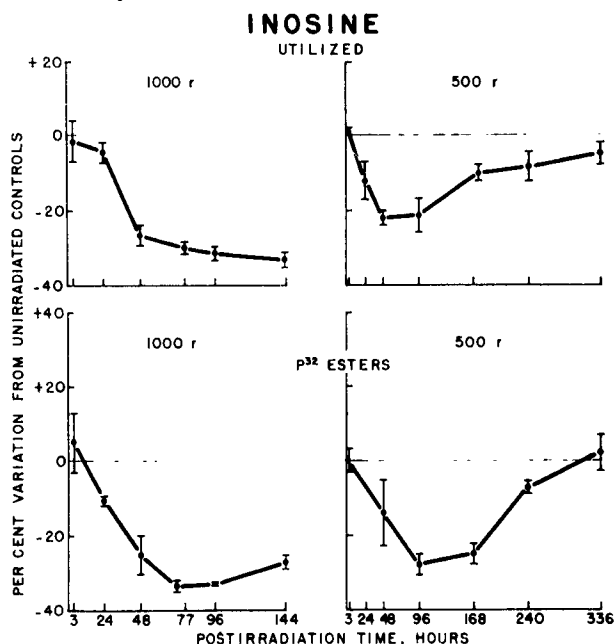 INOSINE
UTILIZED
1000 r
500 r
+20
0
-20
-40
1000 r
500 r
P³² ESTERS
+40
+20
0
-20
-40
PER CENT VARIATION FROM UNIRRADIATED CONTROLS
3 24 48 77 96 144
3 24 48 96 168 240 336
POSTIRRADIATION TIME, HOURS